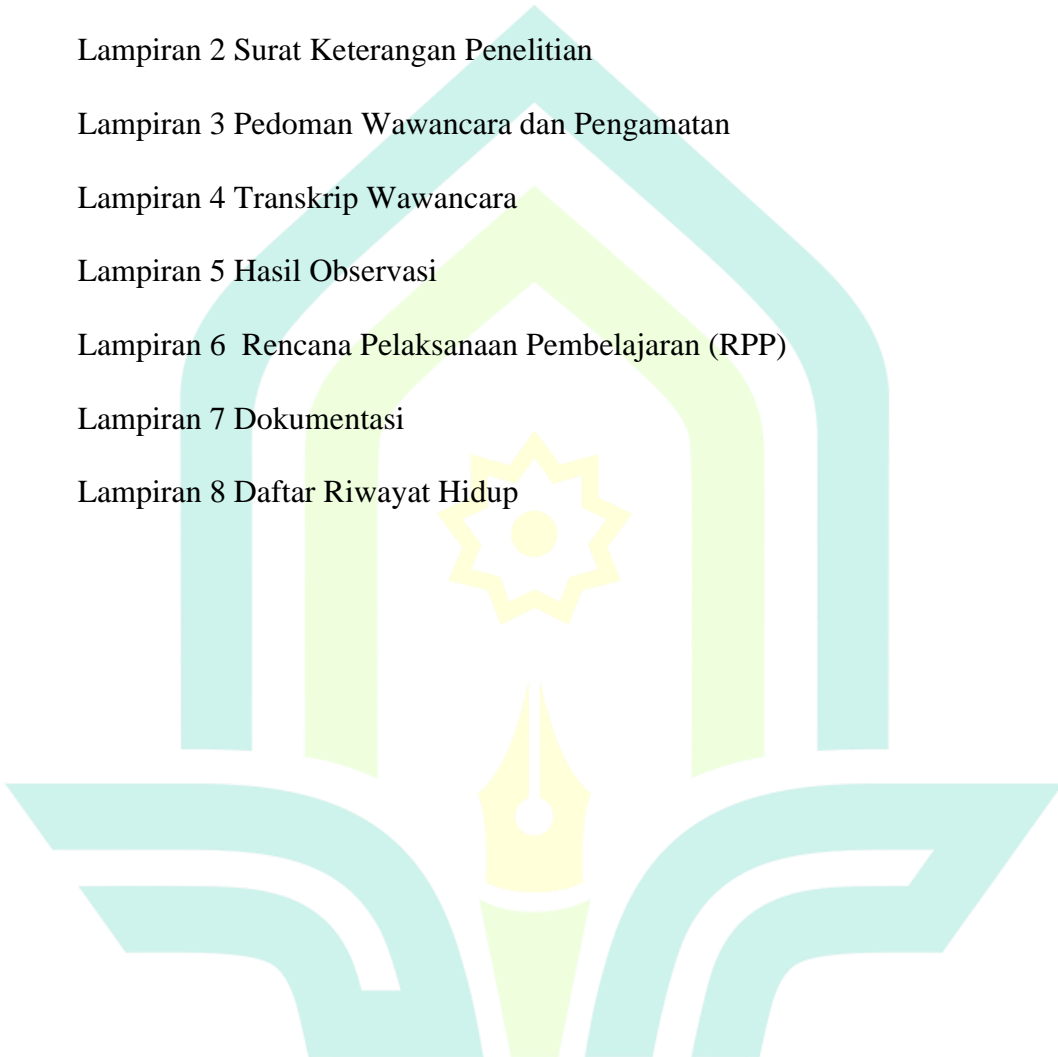 Lampiran 2 Surat Keterangan Penelitian
Lampiran 3 Pedoman Wawancara dan Pengamatan
Lampiran 4 Transkrip Wawancara
Lampiran 5 Hasil Observasi
Lampiran 6  Rencana Pelaksanaan Pembelajaran (RPP)
Lampiran 7 Dokumentasi
Lampiran 8 Daftar Riwayat Hidup